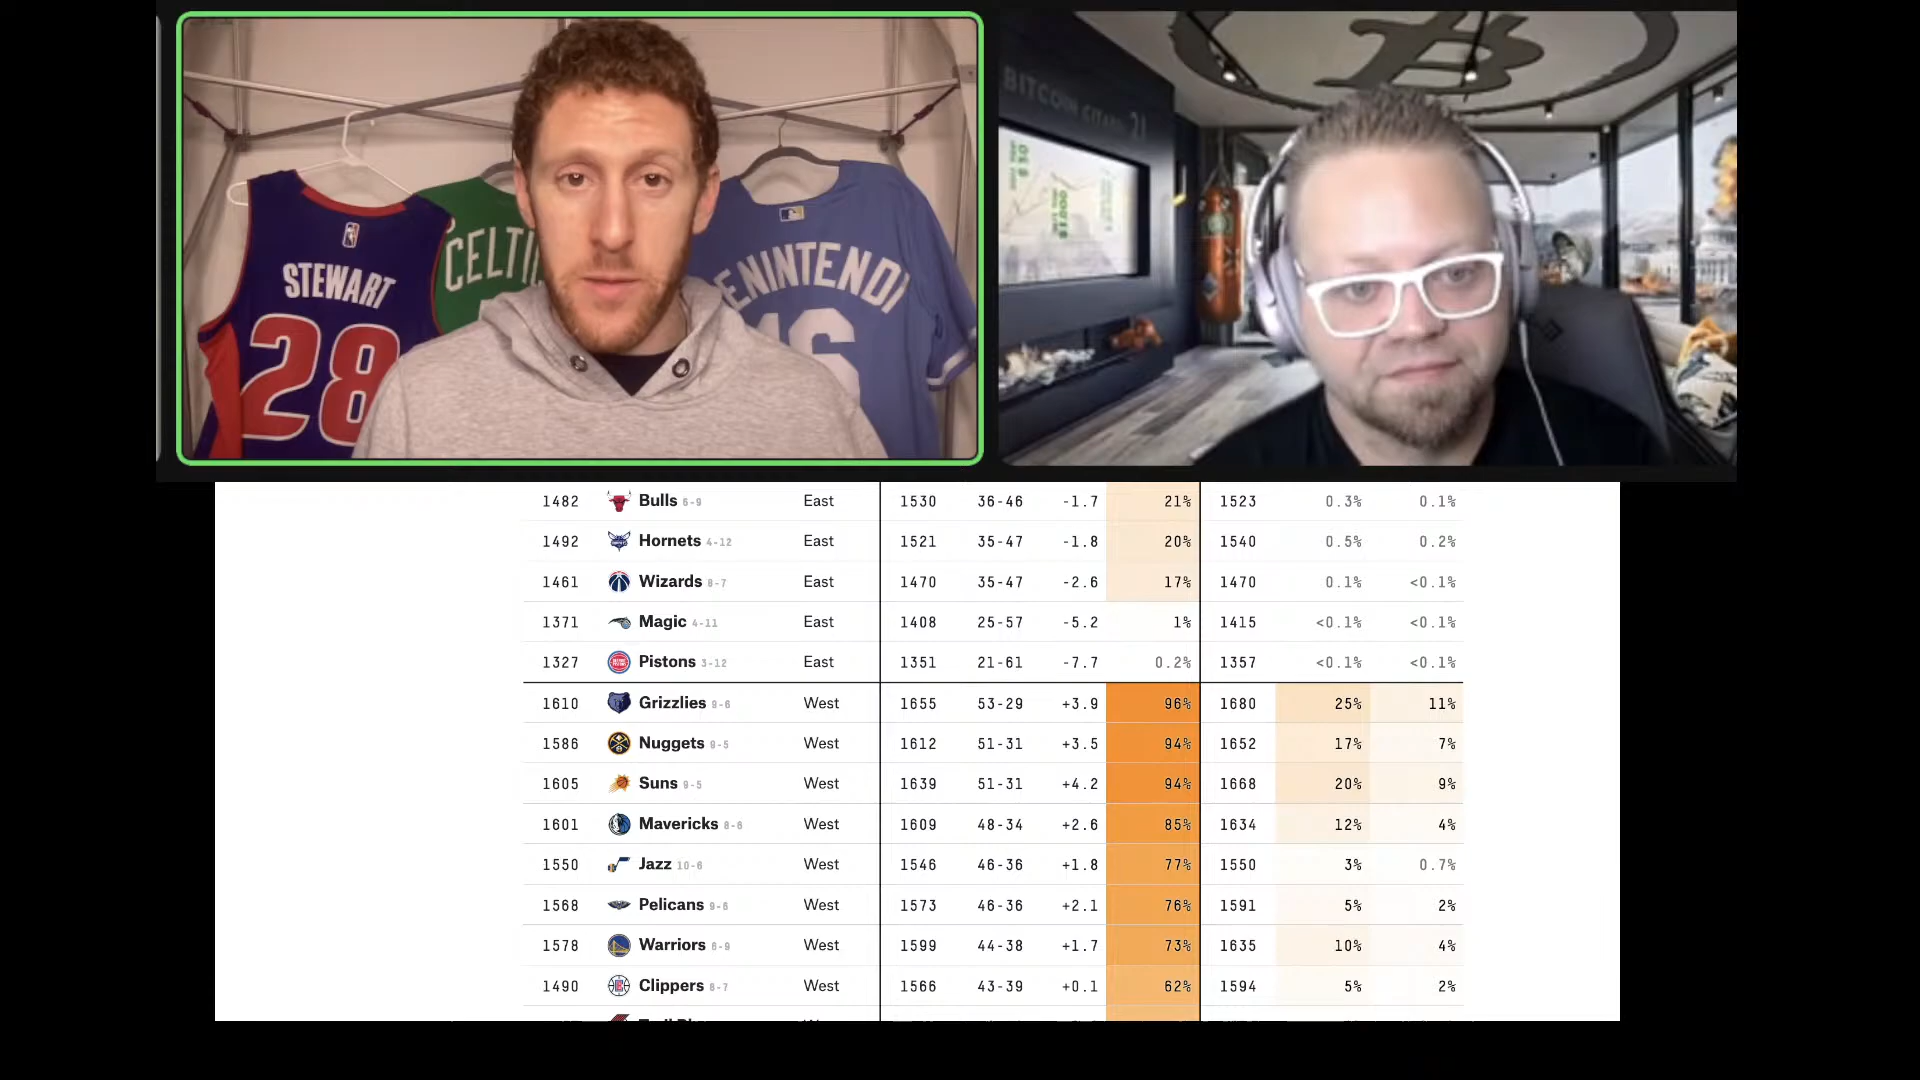 BITCOIN CITADEL 21
STEWART
28
CELTI
ENINTENDI
16
1482 Bulls 6-9 East 1530 36-46 -1.7 21% 1523 0.3% 0.1%
1492 Hornets 4-12 East 1521 35-47 -1.8 20% 1540 0.5% 0.2%
1461 Wizards 8-7 East 1470 35-47 -2.6 17% 1470 0.1% <0.1%
1371 Magic 4-11 East 1408 25-57 -5.2 1% 1415 <0.1% <0.1%
1327 Pistons 3-12 East 1351 21-61 -7.7 0.2% 1357 <0.1% <0.1%
1610 Grizzlies 9-6 West 1655 53-29 +3.9 96% 1680 25% 11%
1586 Nuggets 9-5 West 1612 51-31 +3.5 94% 1652 17% 7%
1605 Suns 9-5 West 1639 51-31 +4.2 94% 1668 20% 9%
1601 Mavericks 8-6 West 1609 48-34 +2.6 85% 1634 12% 4%
1550 Jazz 10-6 West 1546 46-36 +1.8 77% 1550 3% 0.7%
1568 Pelicans 9-6 West 1573 46-36 +2.1 76% 1591 5% 2%
1578 Warriors 6-9 West 1599 44-38 +1.7 73% 1635 10% 4%
1490 Clippers 8-7 West 1566 43-39 +0.1 62% 1594 5% 2%